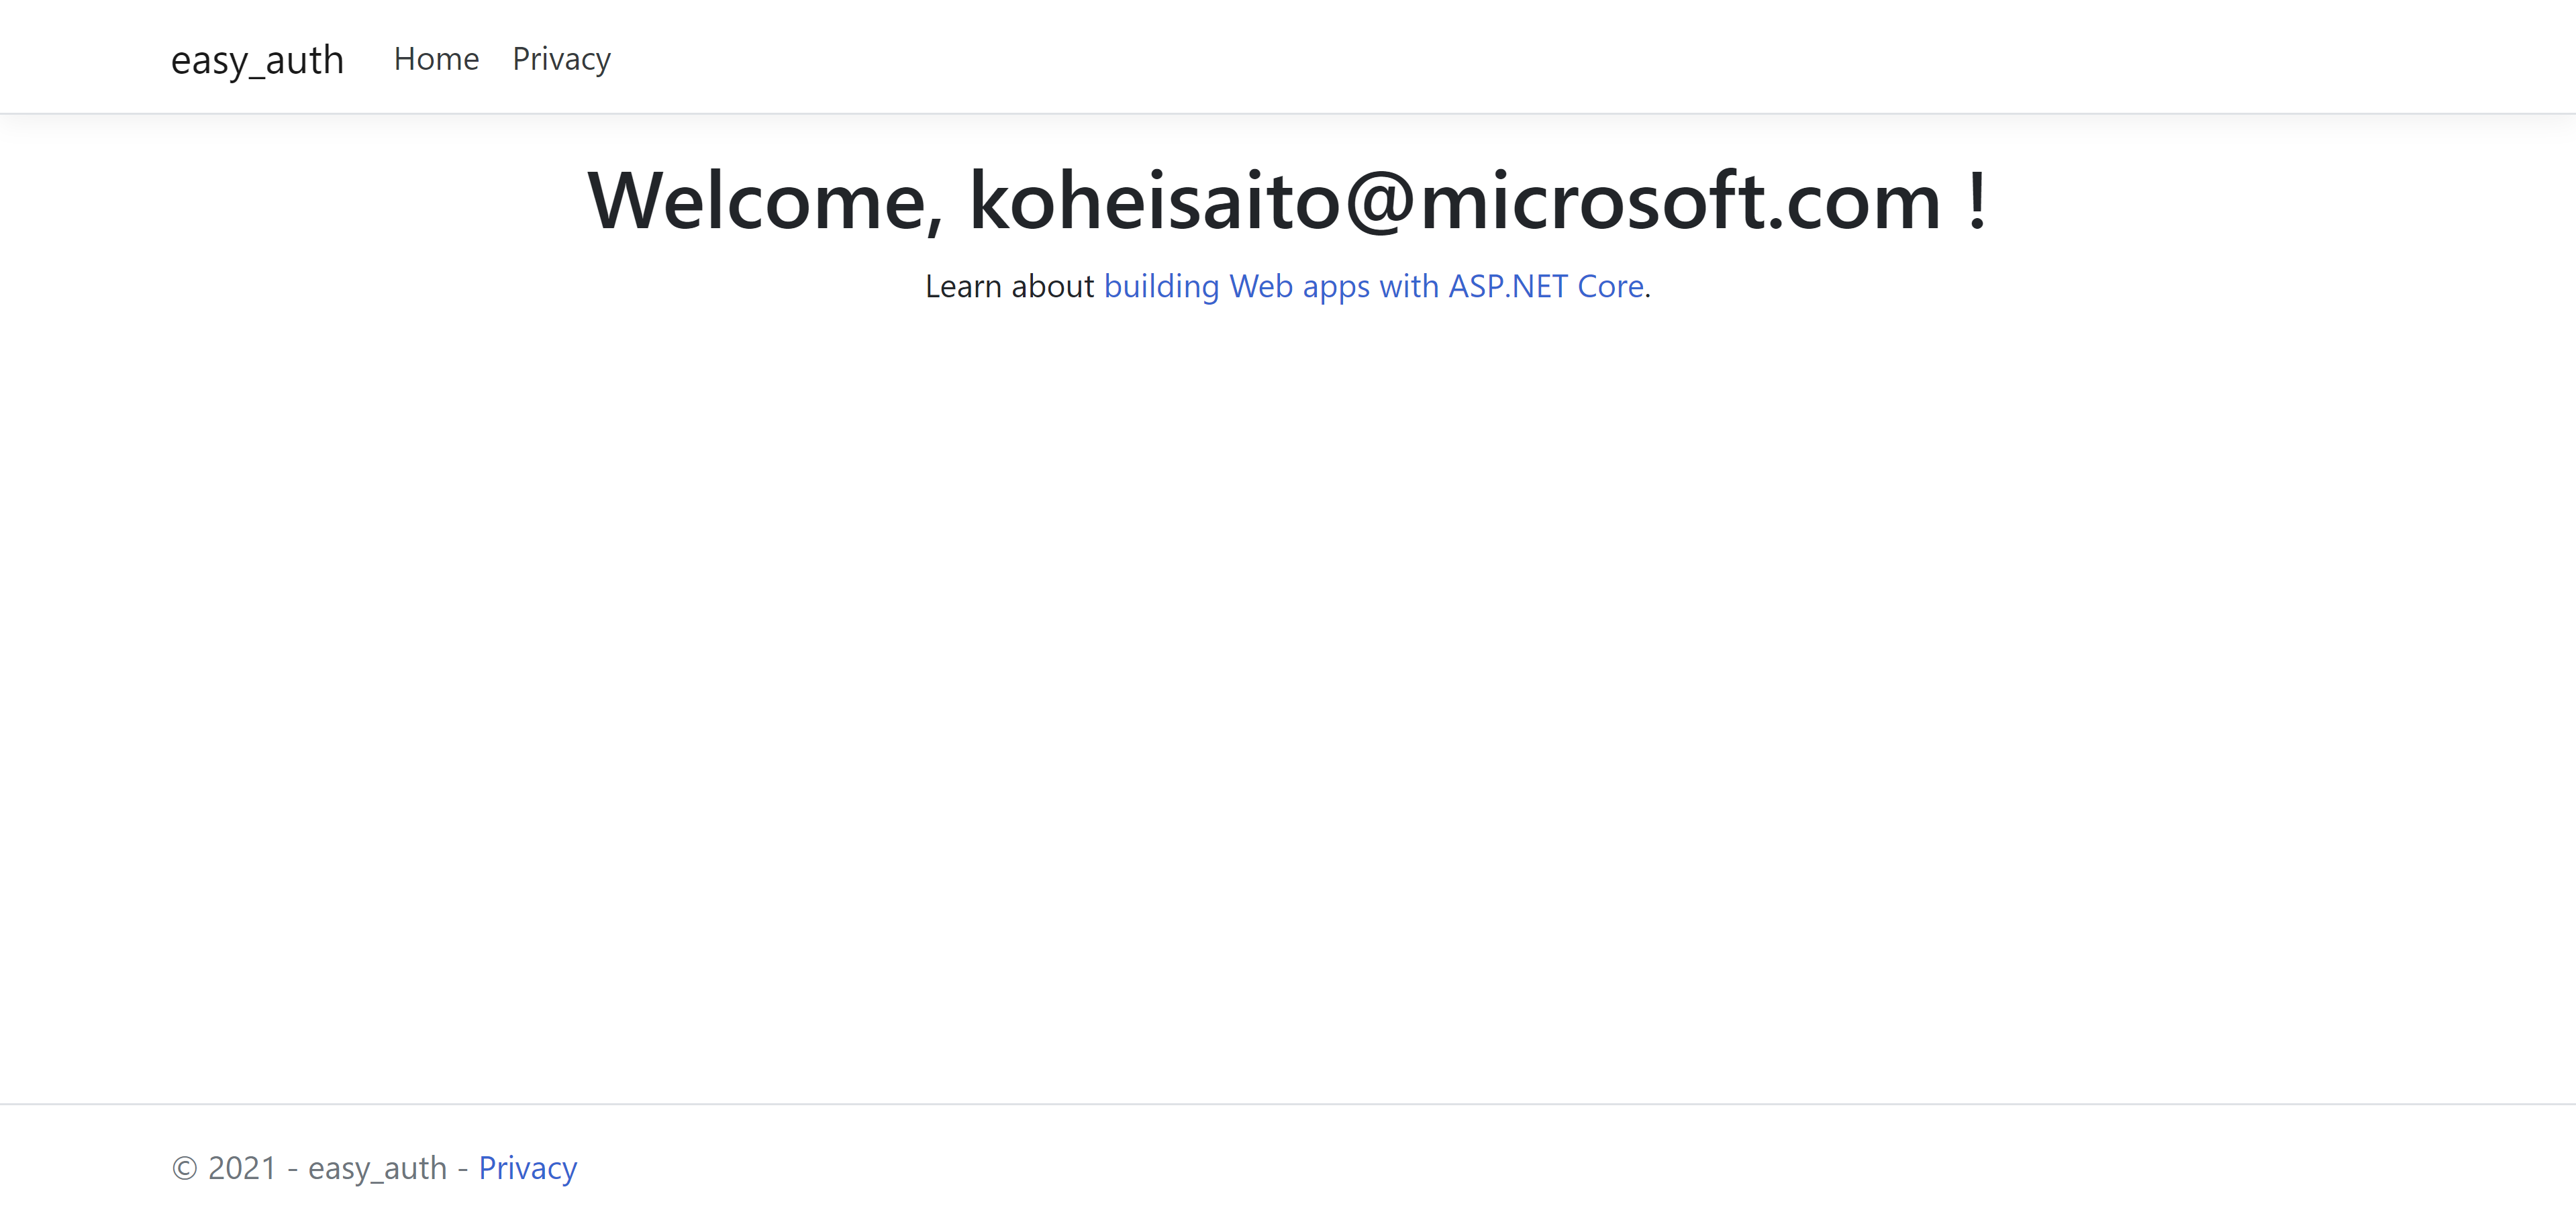 easy_auth Home Privacy
Welcome, koheisaito@microsoft.com !
Learn about building Web apps with ASP.NET Core.
© 2021 - easy_auth - Privacy